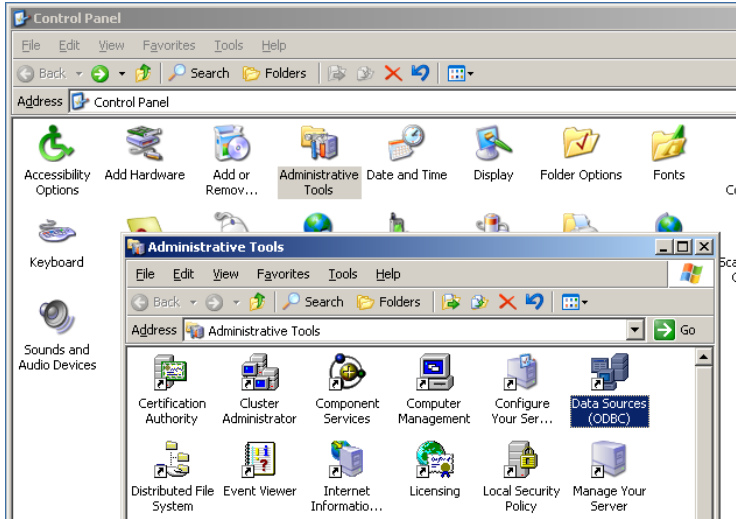 Control Panel
File Edit View Favorites Tools Help
Back Search Folders
Address Control Panel
Accessibility Options
Add Hardware
Add or Remov...
Administrative Tools
Date and Time
Display
Folder Options
Fonts
Keyboard
Sounds and Audio Devices
Administrative Tools
File Edit View Favorites Tools Help
Back Search Folders
Address Administrative Tools Go
Certification Authority
Cluster Administrator
Component Services
Computer Management
Configure Your Ser...
Data Sources (ODBC)
Distributed File System
Event Viewer
Internet Informatio...
Licensing
Local Security Policy
Manage Your Server